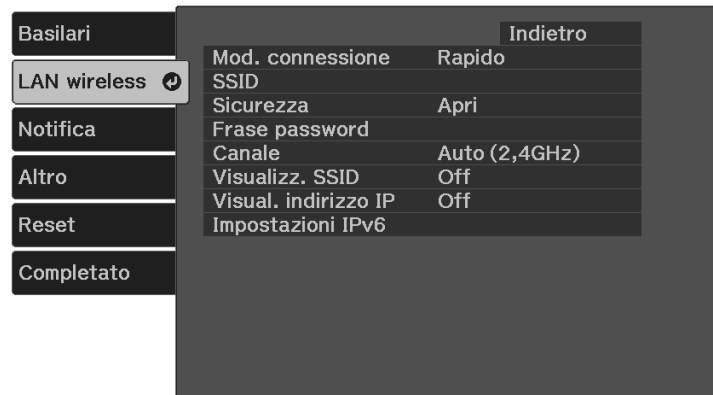 Basilari
LAN wireless
Notifica
Altro
Reset
Completato
Indietro
Mod. connessione Rapido
SSID
Sicurezza Apri
Frase password
Canale Auto (2,4GHz)
Visualizz. SSID Off
Visual. indirizzo IP Off
Impostazioni IPv6